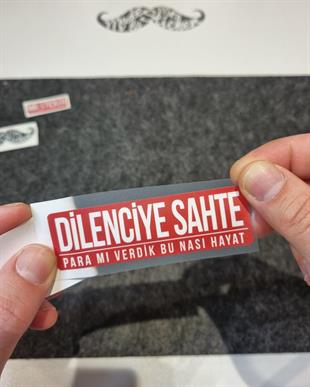 DİLENCİYE SAHTE
PARA MI VERDİK BU NASI HAYAT